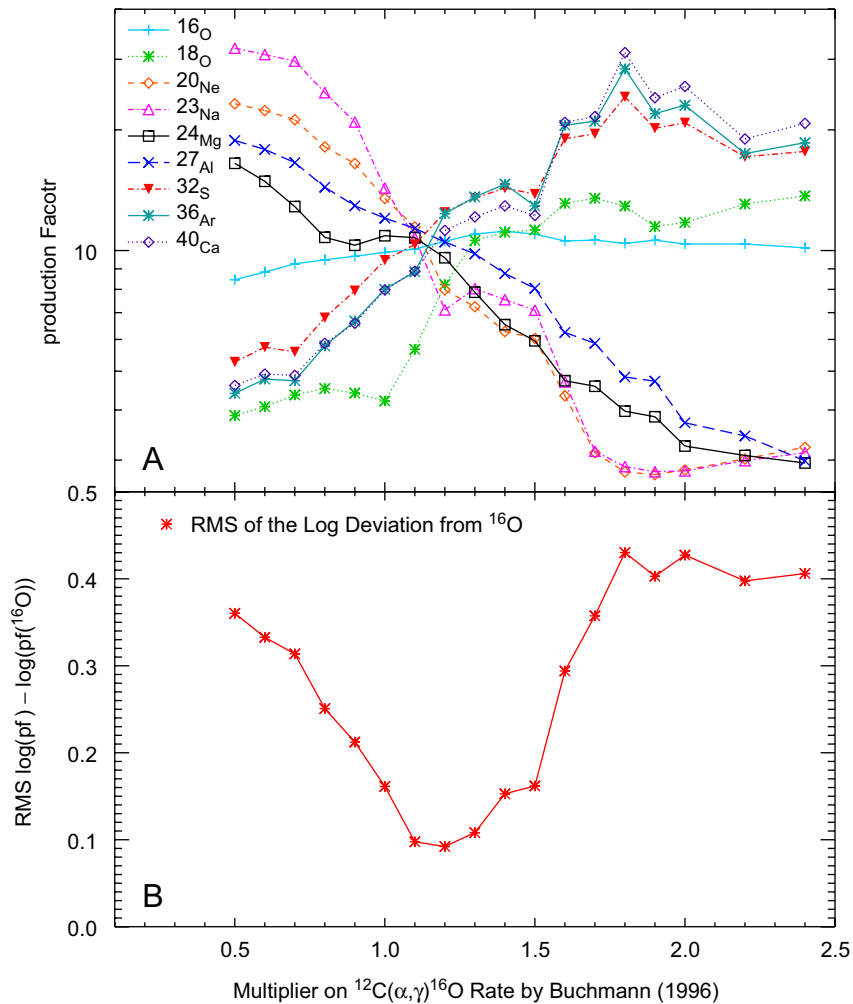 16O
18O
20Ne
23Na
24Mg
27Al
32S
36Ar
40Ca
production Facotr
10
A
0.5
RMS of the Log Deviation from 16O
0.4
0.3
0.2
0.1
0.0
RMS log(pf ) – log(pf(16O))
B
0.5 1.0 1.5 2.0 2.5
Multiplier on 12C(α,γ)16O Rate by Buchmann (1996)